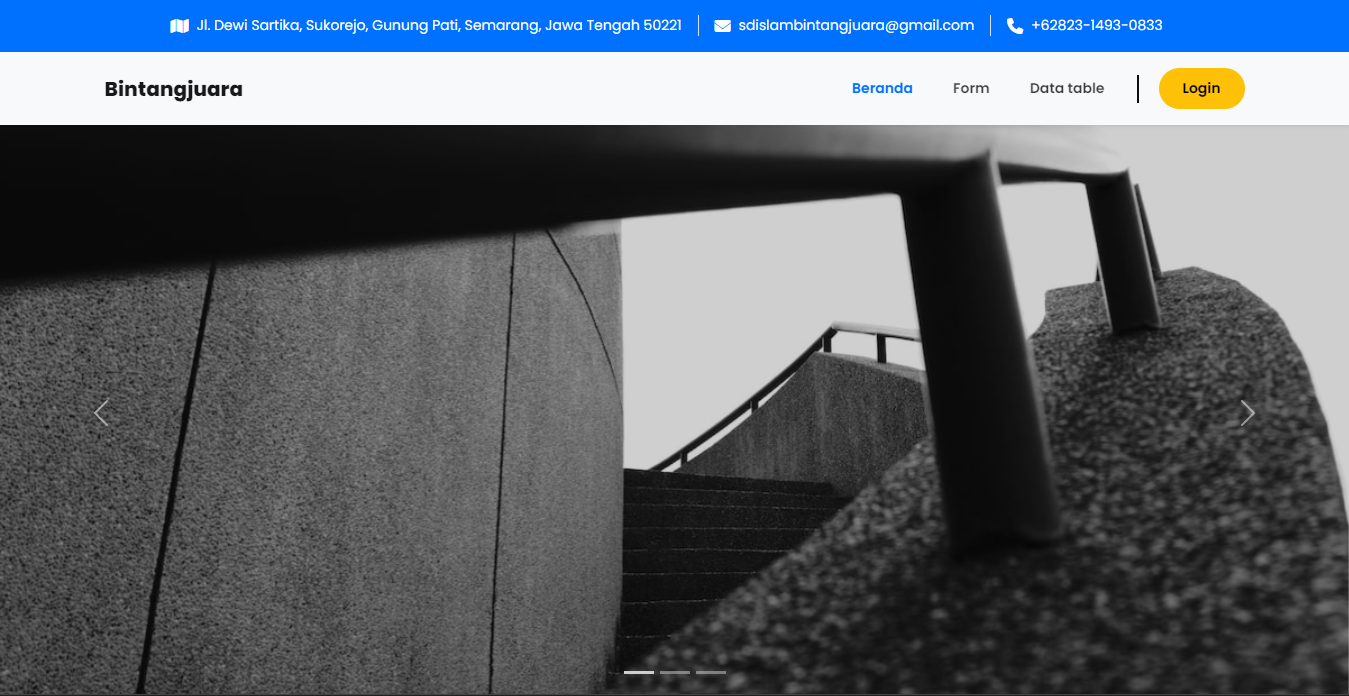 Jl. Dewi Sartika, Sukorejo, Gunung Pati, Semarang, Jawa Tengah 50221 sdislambintangjuara@gmail.com +62823-1493-0833
Bintangjuara Beranda Form Data table Login